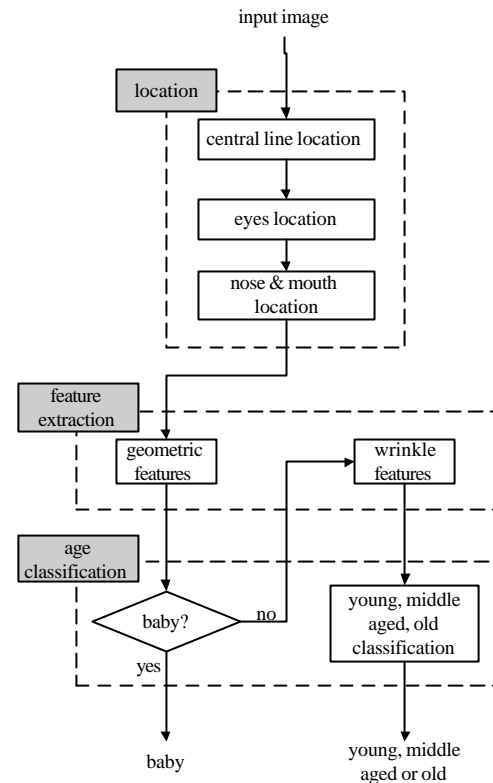 input image
location
central line location
eyes location
nose & mouth
location
feature
extraction
geometric
features
wrinkle
features
age
classification
baby?
no
yes
young, middle
aged, old
classification
baby
young, middle
aged or old